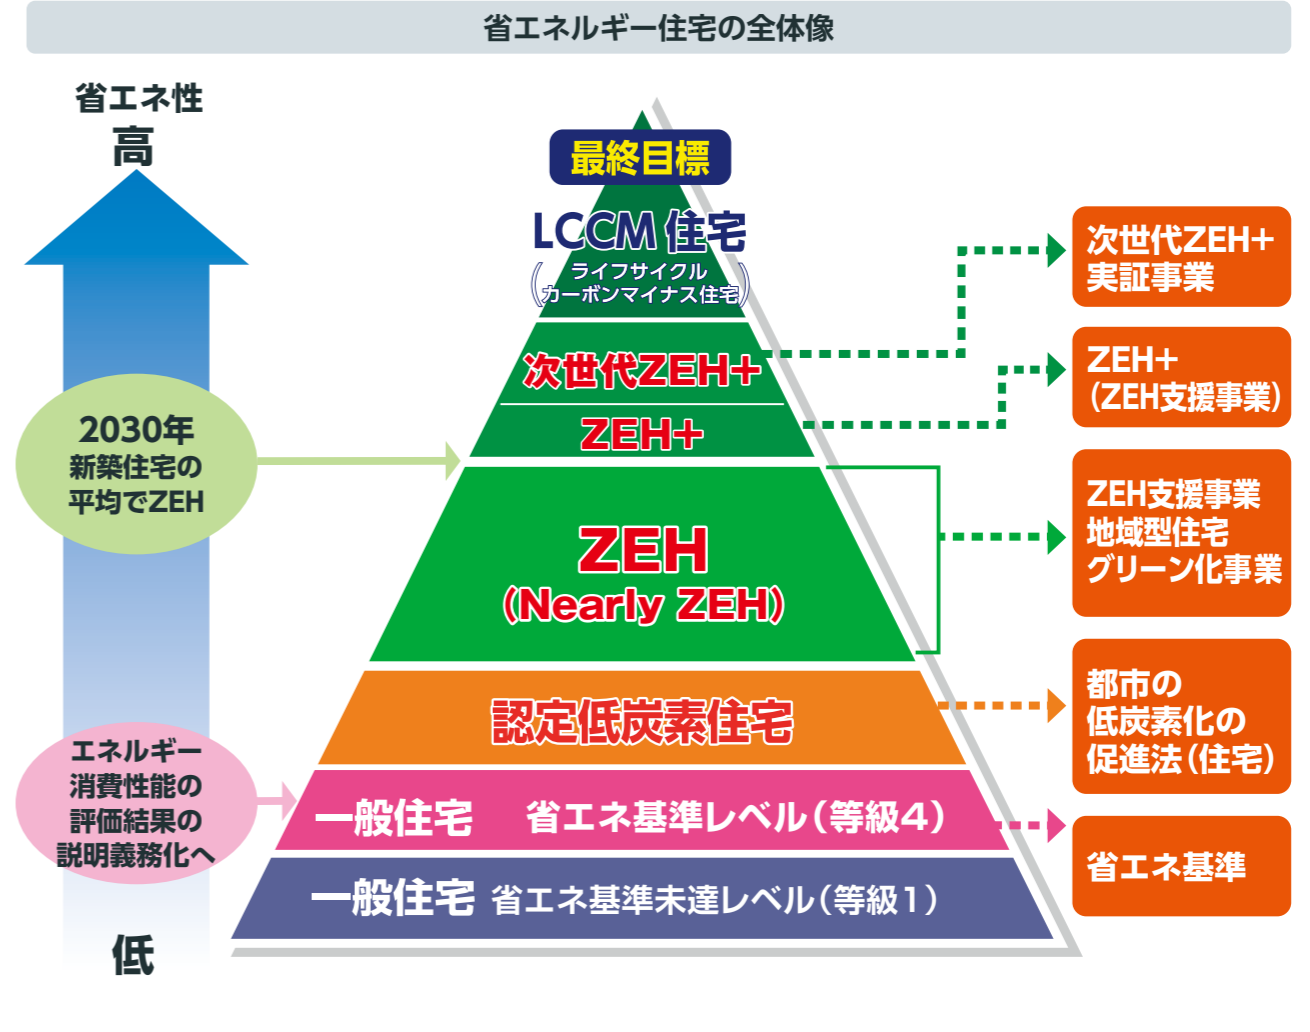 省エネルギー住宅の全体像
省エネ性
高
2030年
新築住宅の
平均でZEH
エネルギー
消費性能の
評価結果の
説明義務化へ
低
最終目標
LCCM 住宅
(ライフサイクル
カーボンマイナス住宅)
次世代ZEH+
ZEH+
ZEH
(Nearly ZEH)
認定低炭素住宅
一般住宅 省エネ基準レベル(等級4)
一般住宅 省エネ基準未達レベル(等級1)
次世代ZEH+
実証事業
ZEH+
(ZEH支援事業)
ZEH支援事業
地域型住宅
グリーン化事業
都市の
低炭素化の
促進法(住宅)
省エネ基準